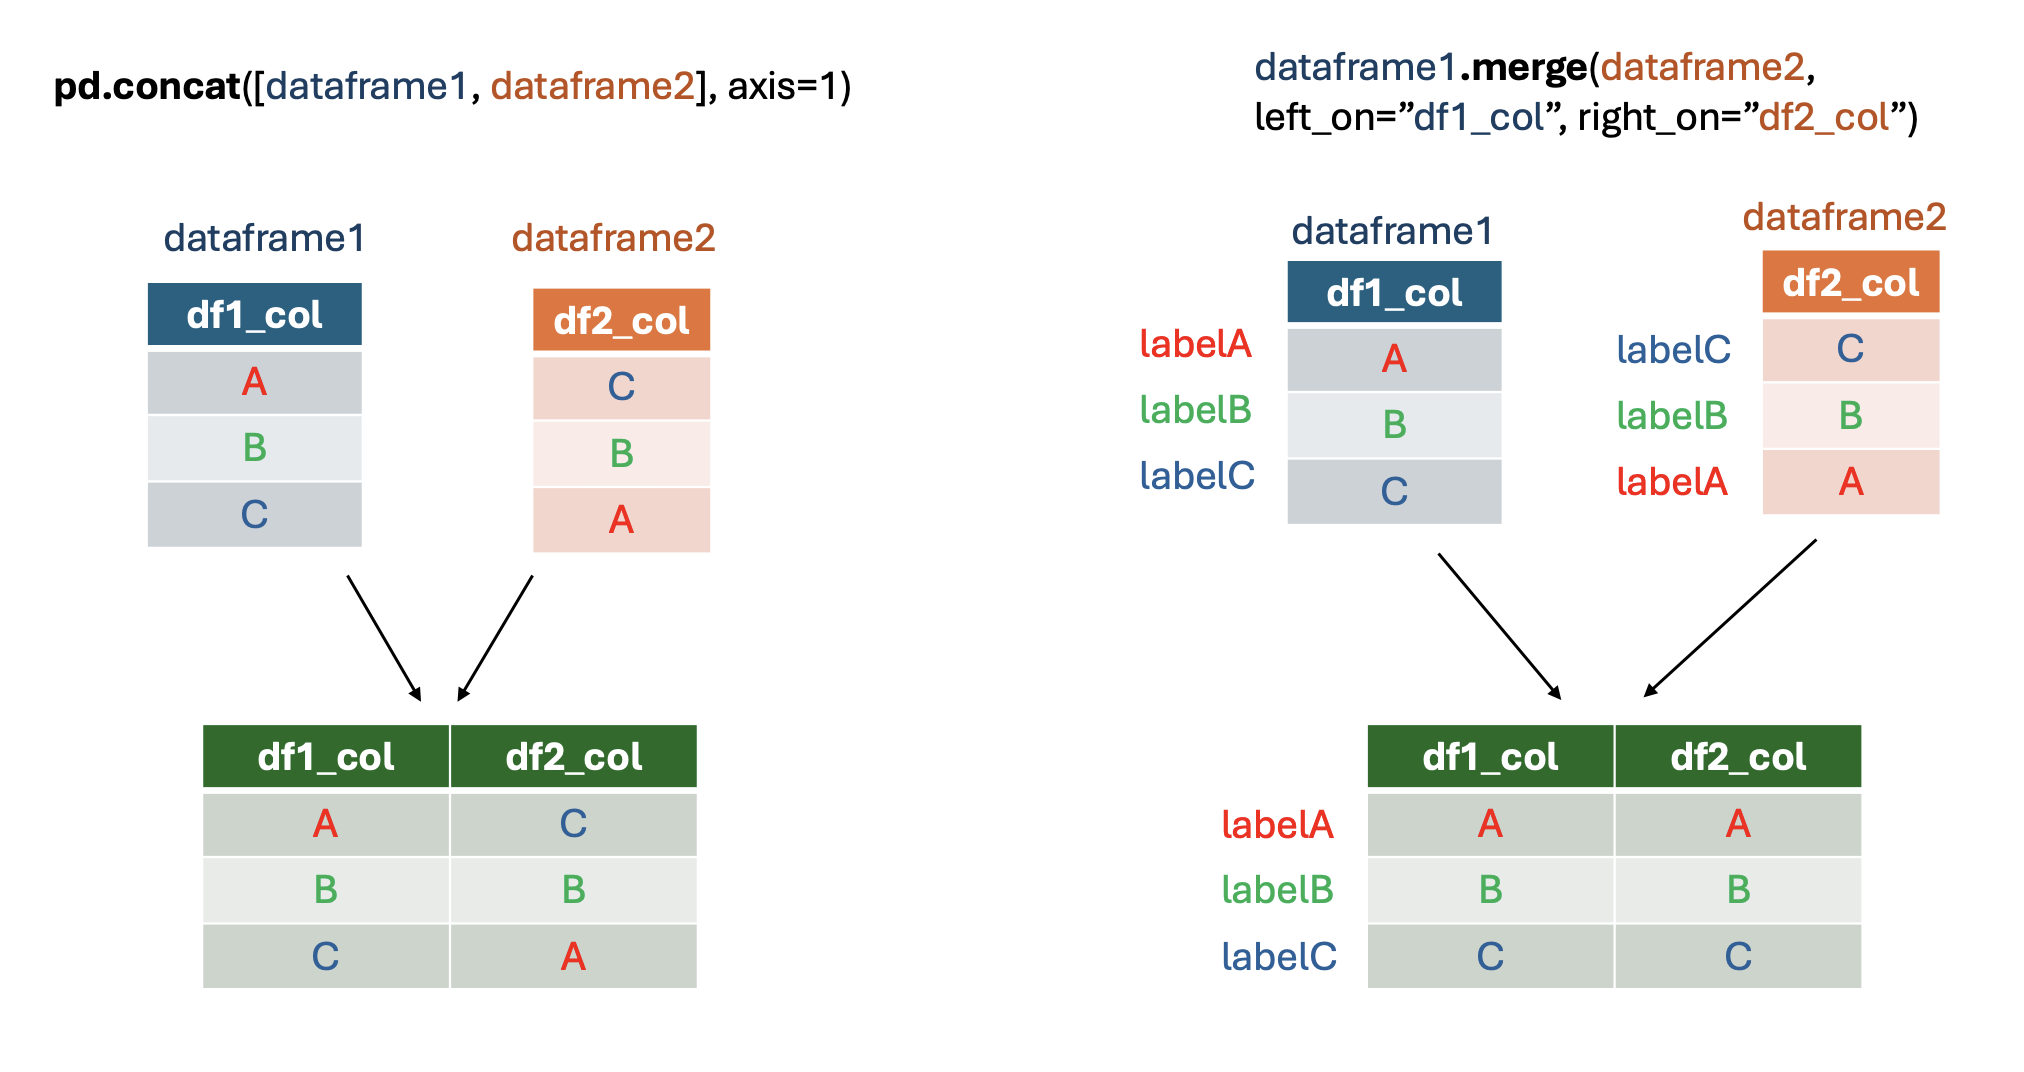 pd.concat([dataframe1, dataframe2], axis=1)
dataframe1 dataframe2
df1_col df2_col
A C
B B
C A
df1_col df2_col
A C
B B
C A
dataframe1.merge(dataframe2,
left_on=”df1_col”, right_on=”df2_col”)
dataframe1 dataframe2
df1_col df2_col
labelA A labelC C
labelB B labelB B
labelC C labelA A
df1_col df2_col
labelA A A
labelB B B
labelC C C